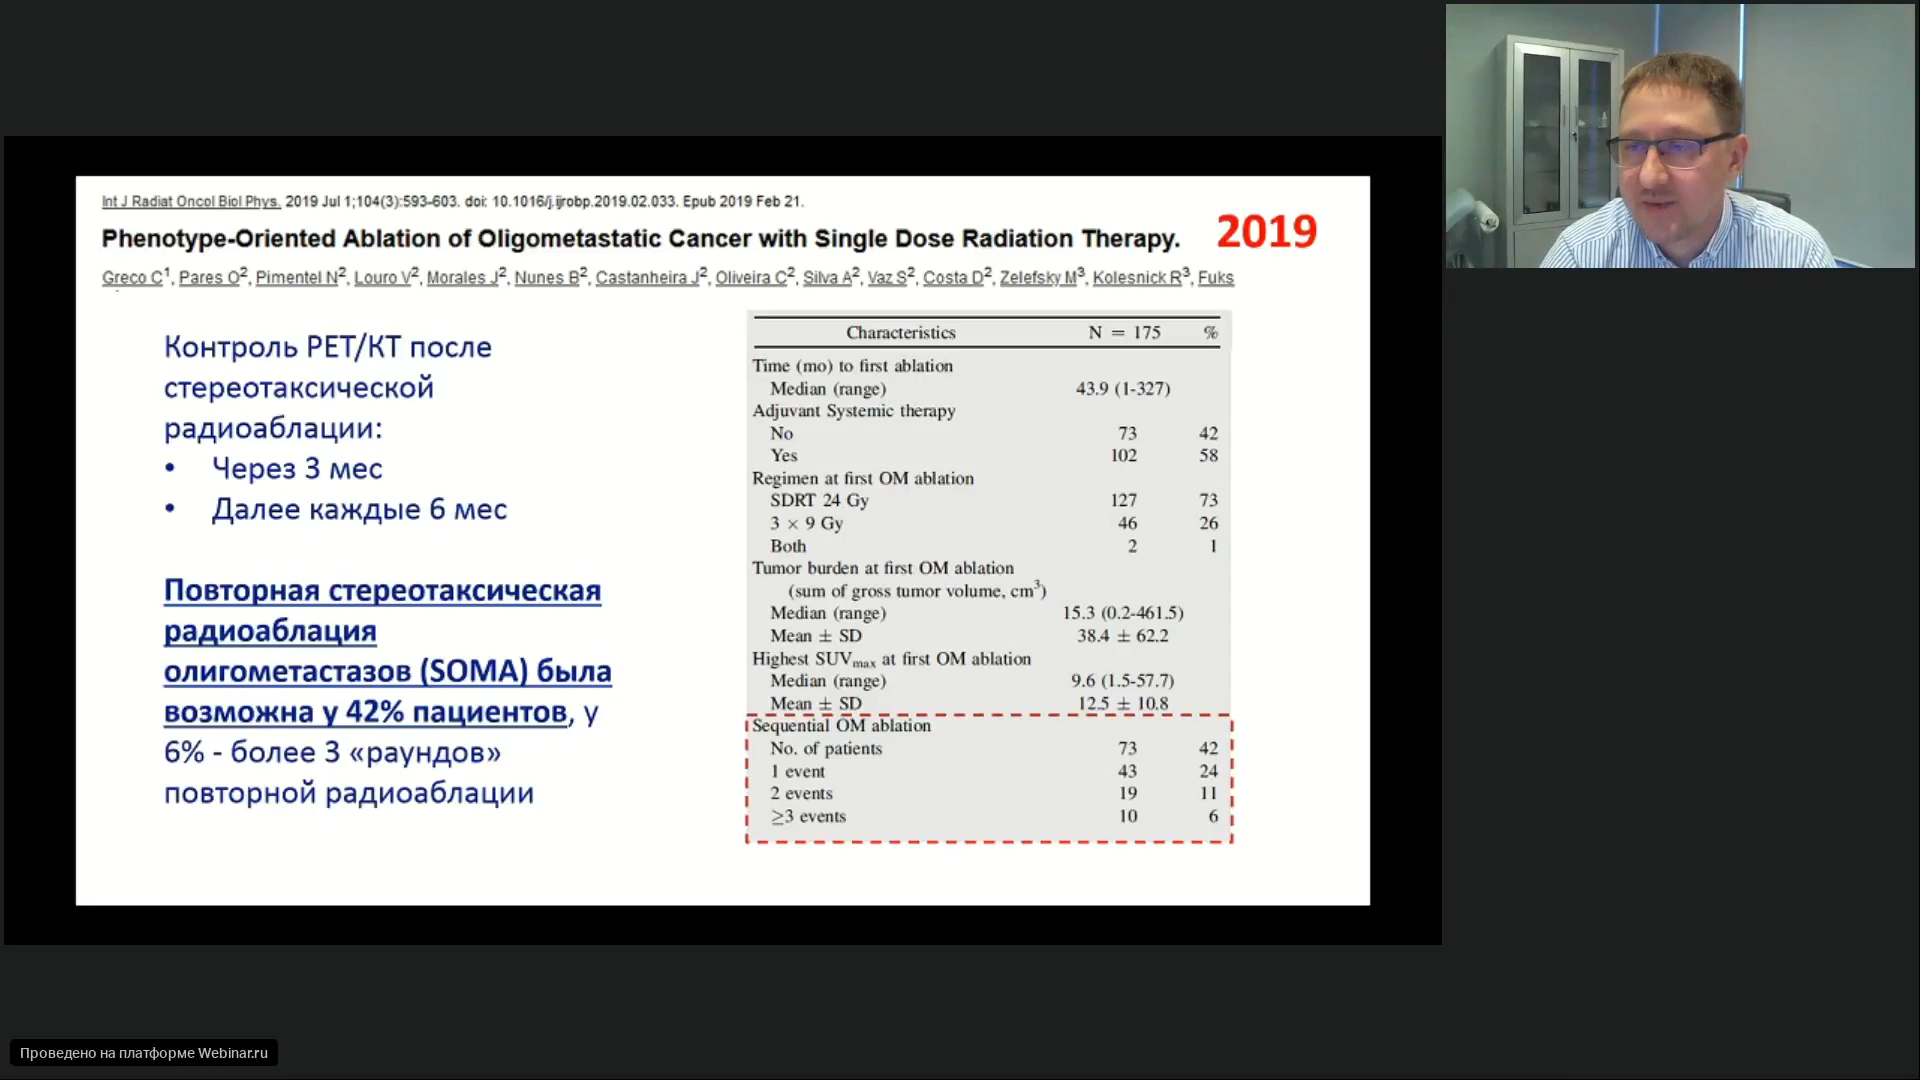 Int J Radiat Oncol Biol Phys. 2019 Jul 1;104(3):593-603. doi: 10.1016/j.ijrobp.2019.02.033. Epub 2019 Feb 21.
Phenotype-Oriented Ablation of Oligometastatic Cancer with Single Dose Radiation Therapy.
2019
Greco C1, Pares O2, Pimentel N2, Louro V2, Morales J2, Nunes B2, Castanheira J2, Oliveira C2, Silva A2, Vaz S2, Costa D2, Zelefsky M3, Kolesnick R3, Fuks
Контроль PET/КТ после
стереотаксической
радиоаблации:
• Через 3 мес
• Далее каждые 6 мес
Повторная стереотаксическая
радиоаблация
олигометастазов (SOMA) была
возможна у 42% пациентов, у
6% - более 3 «раундов»
повторной радиоаблации
Characteristics N = 175 %
Time (mo) to first ablation
Median (range) 43.9 (1-327)
Adjuvant Systemic therapy
No 73 42
Yes 102 58
Regimen at first OM ablation
SDRT 24 Gy 127 73
3 × 9 Gy 46 26
Both 2 1
Tumor burden at first OM ablation
(sum of gross tumor volume, cm3)
Median (range) 15.3 (0.2-461.5)
Mean ± SD 38.4 ± 62.2
Highest SUVmax at first OM ablation
Median (range) 9.6 (1.5-57.7)
Mean ± SD 12.5 ± 10.8
Sequential OM ablation
No. of patients 73 42
1 event 43 24
2 events 19 11
≥3 events 10 6
Проведено на платформе Webinar.ru